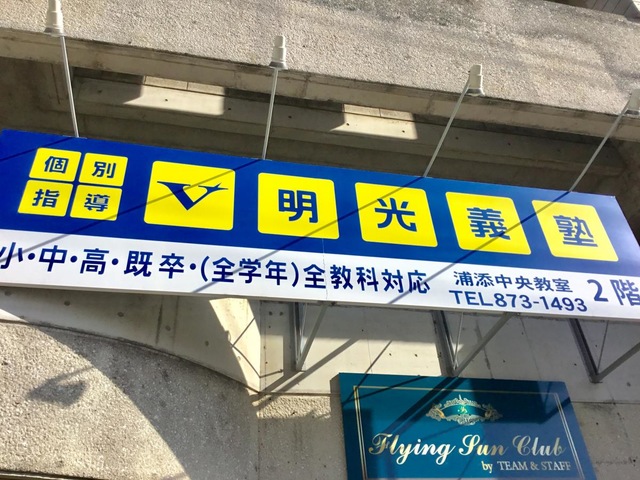 個別
指導
明光義塾
小・中・高・既卒・(全学年)全教科対応
浦添中央教室
TEL873-1493
2階
Flying Sun Club
by TEAM & STAFF